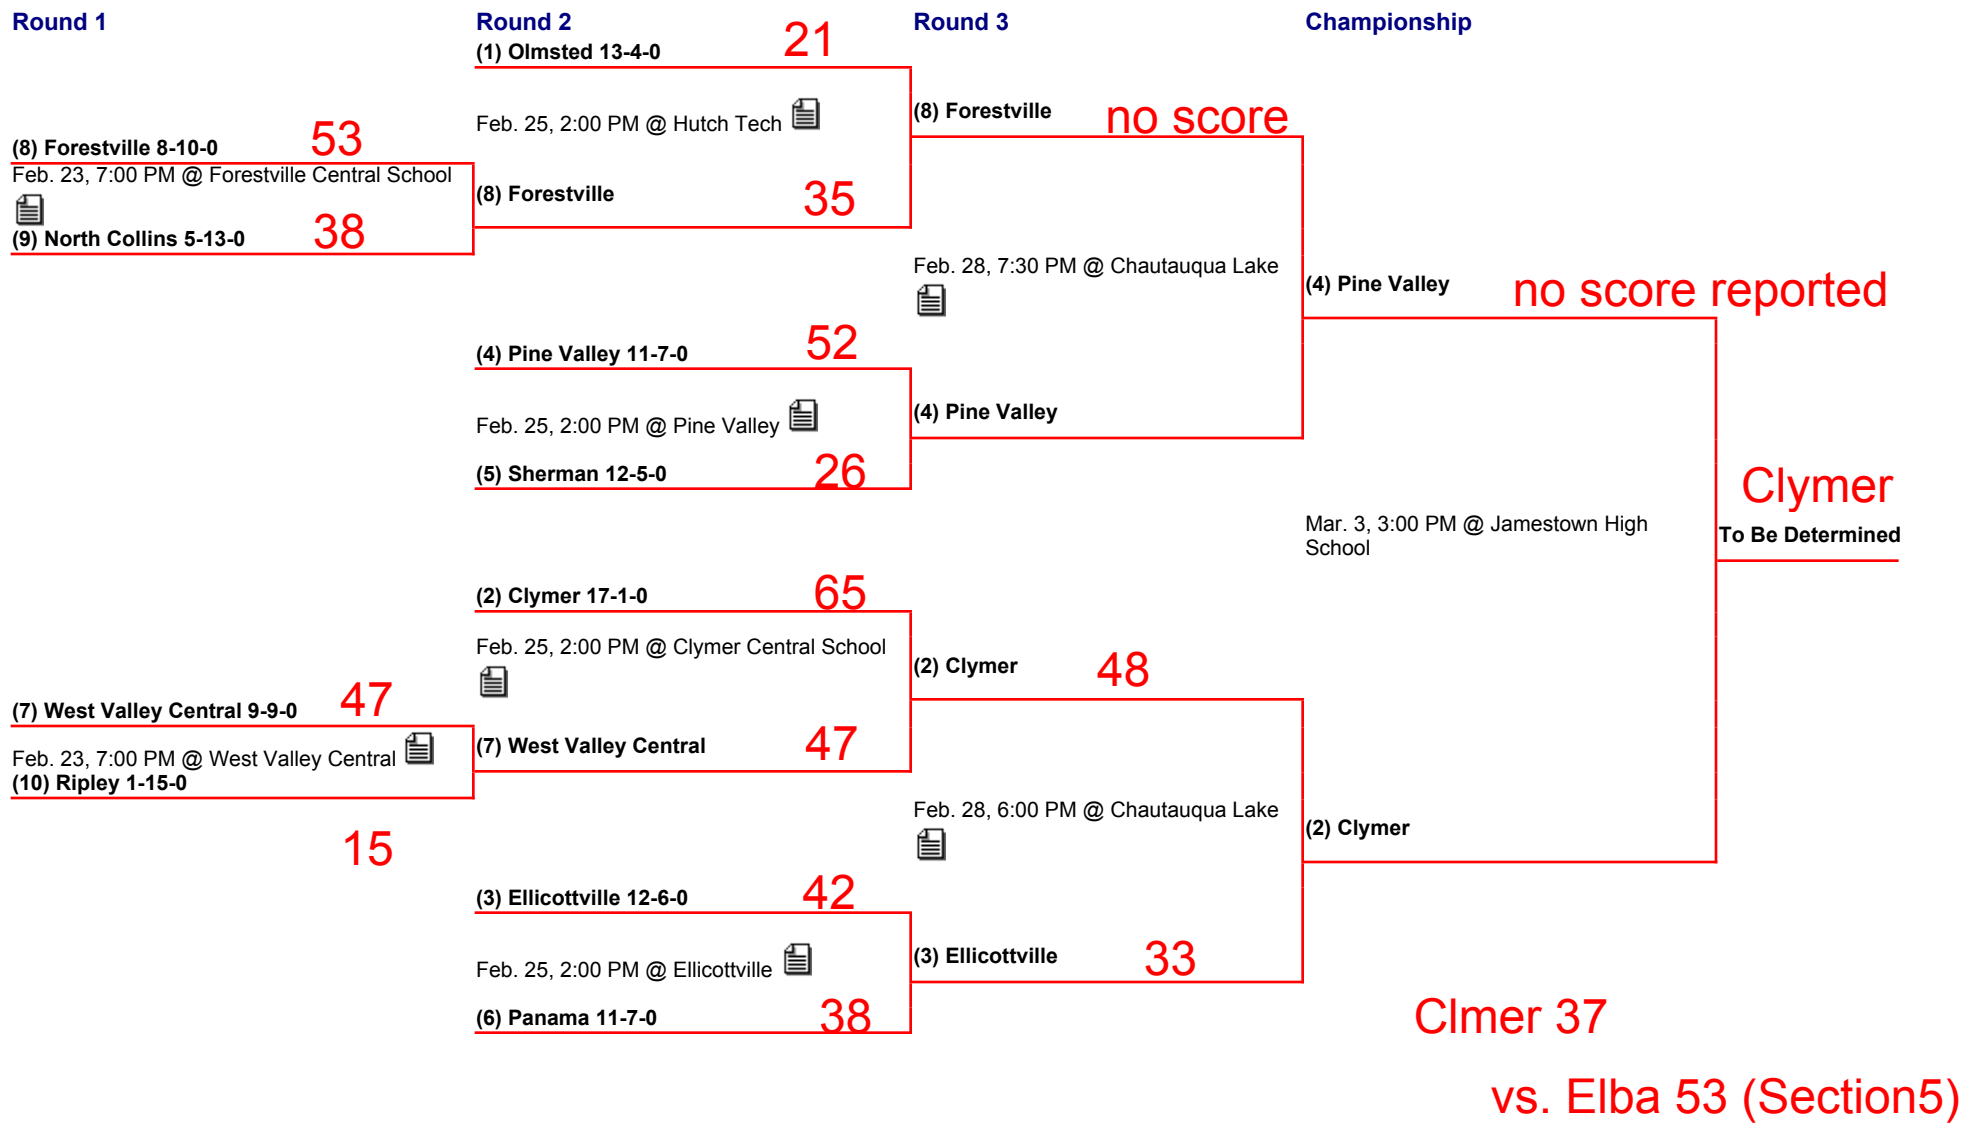 Round 1
Round 2
Round 3
Championship
(1) Olmsted 13-4-0
21
Feb. 25, 2:00 PM @ Hutch Tech
(8) Forestville
no score
(8) Forestville 8-10-0
53
Feb. 23, 7:00 PM @ Forestville Central School
(8) Forestville
35
(9) North Collins 5-13-0
38
Feb. 28, 7:30 PM @ Chautauqua Lake
(4) Pine Valley
no score reported
(4) Pine Valley 11-7-0
52
Feb. 25, 2:00 PM @ Pine Valley
(4) Pine Valley
(5) Sherman 12-5-0
26
Clymer
Mar. 3, 3:00 PM @ Jamestown High
School
To Be Determined
(2) Clymer 17-1-0
65
Feb. 25, 2:00 PM @ Clymer Central School
(2) Clymer
48
(7) West Valley Central 9-9-0
47
Feb. 23, 7:00 PM @ West Valley Central
(7) West Valley Central
47
(10) Ripley 1-15-0
15
Feb. 28, 6:00 PM @ Chautauqua Lake
(2) Clymer
(3) Ellicottville 12-6-0
42
Feb. 25, 2:00 PM @ Ellicottville
(3) Ellicottville
33
(6) Panama 11-7-0
38
Clmer 37
vs. Elba 53 (Section5)